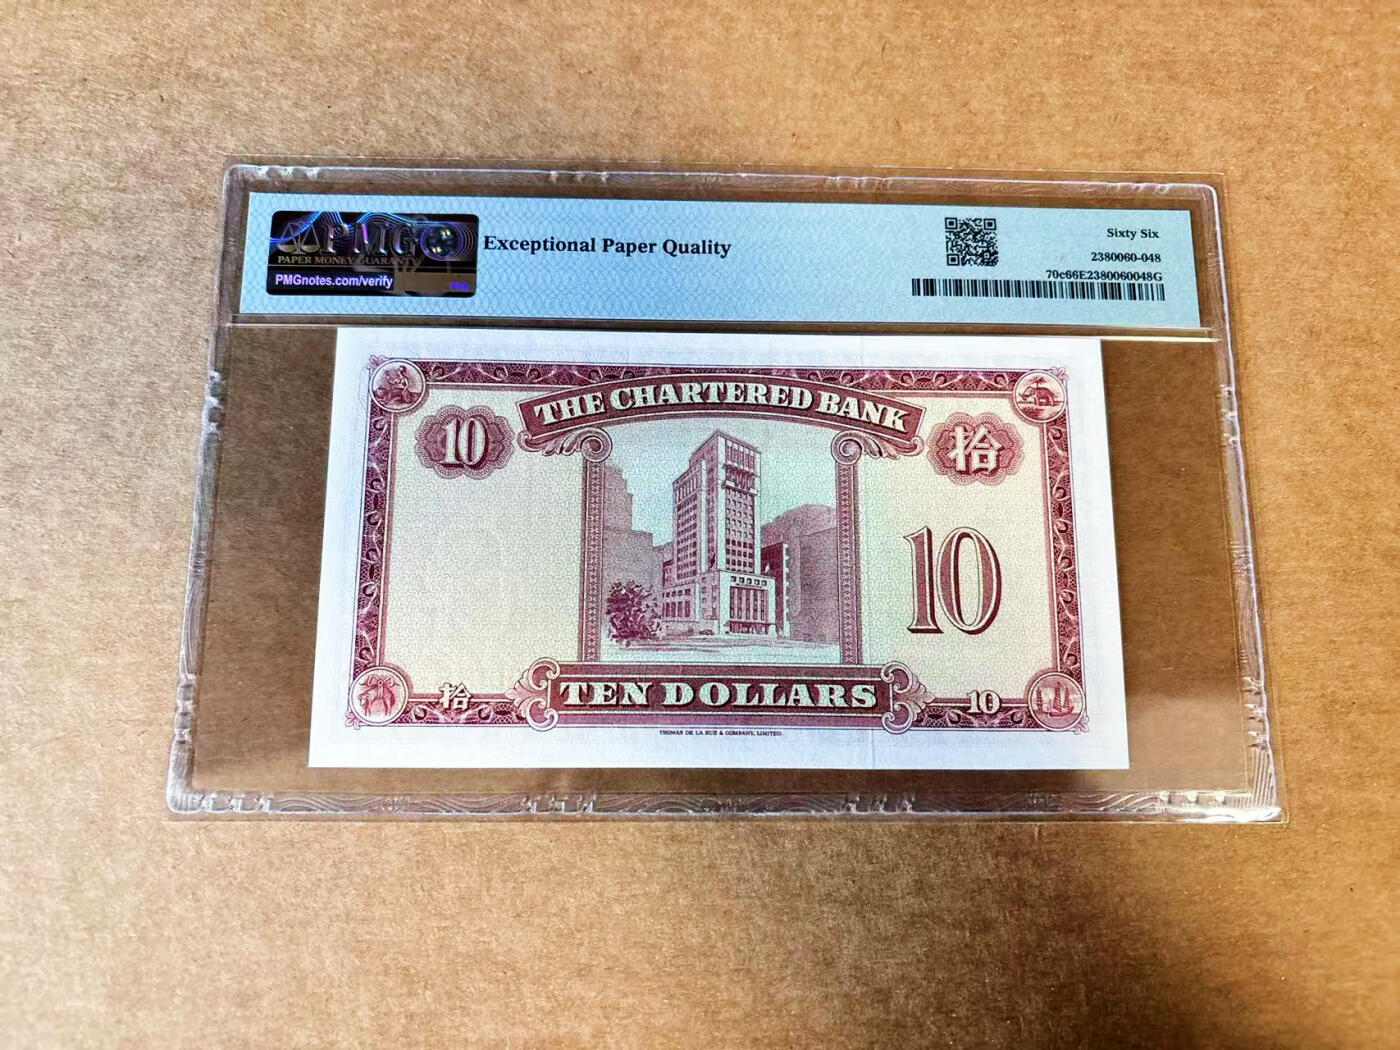 PMG
PAPER MONEY GUARANTY
PMGnotes.com/verify
PMG
Exceptional Paper Quality
Sixty Six
2380060-048
70c66E2380060048G
THE CHARTERED BANK
10
拾
10
TEN DOLLARS
拾
10
THOMAS DE LA RUE & COMPANY, LIMITED.